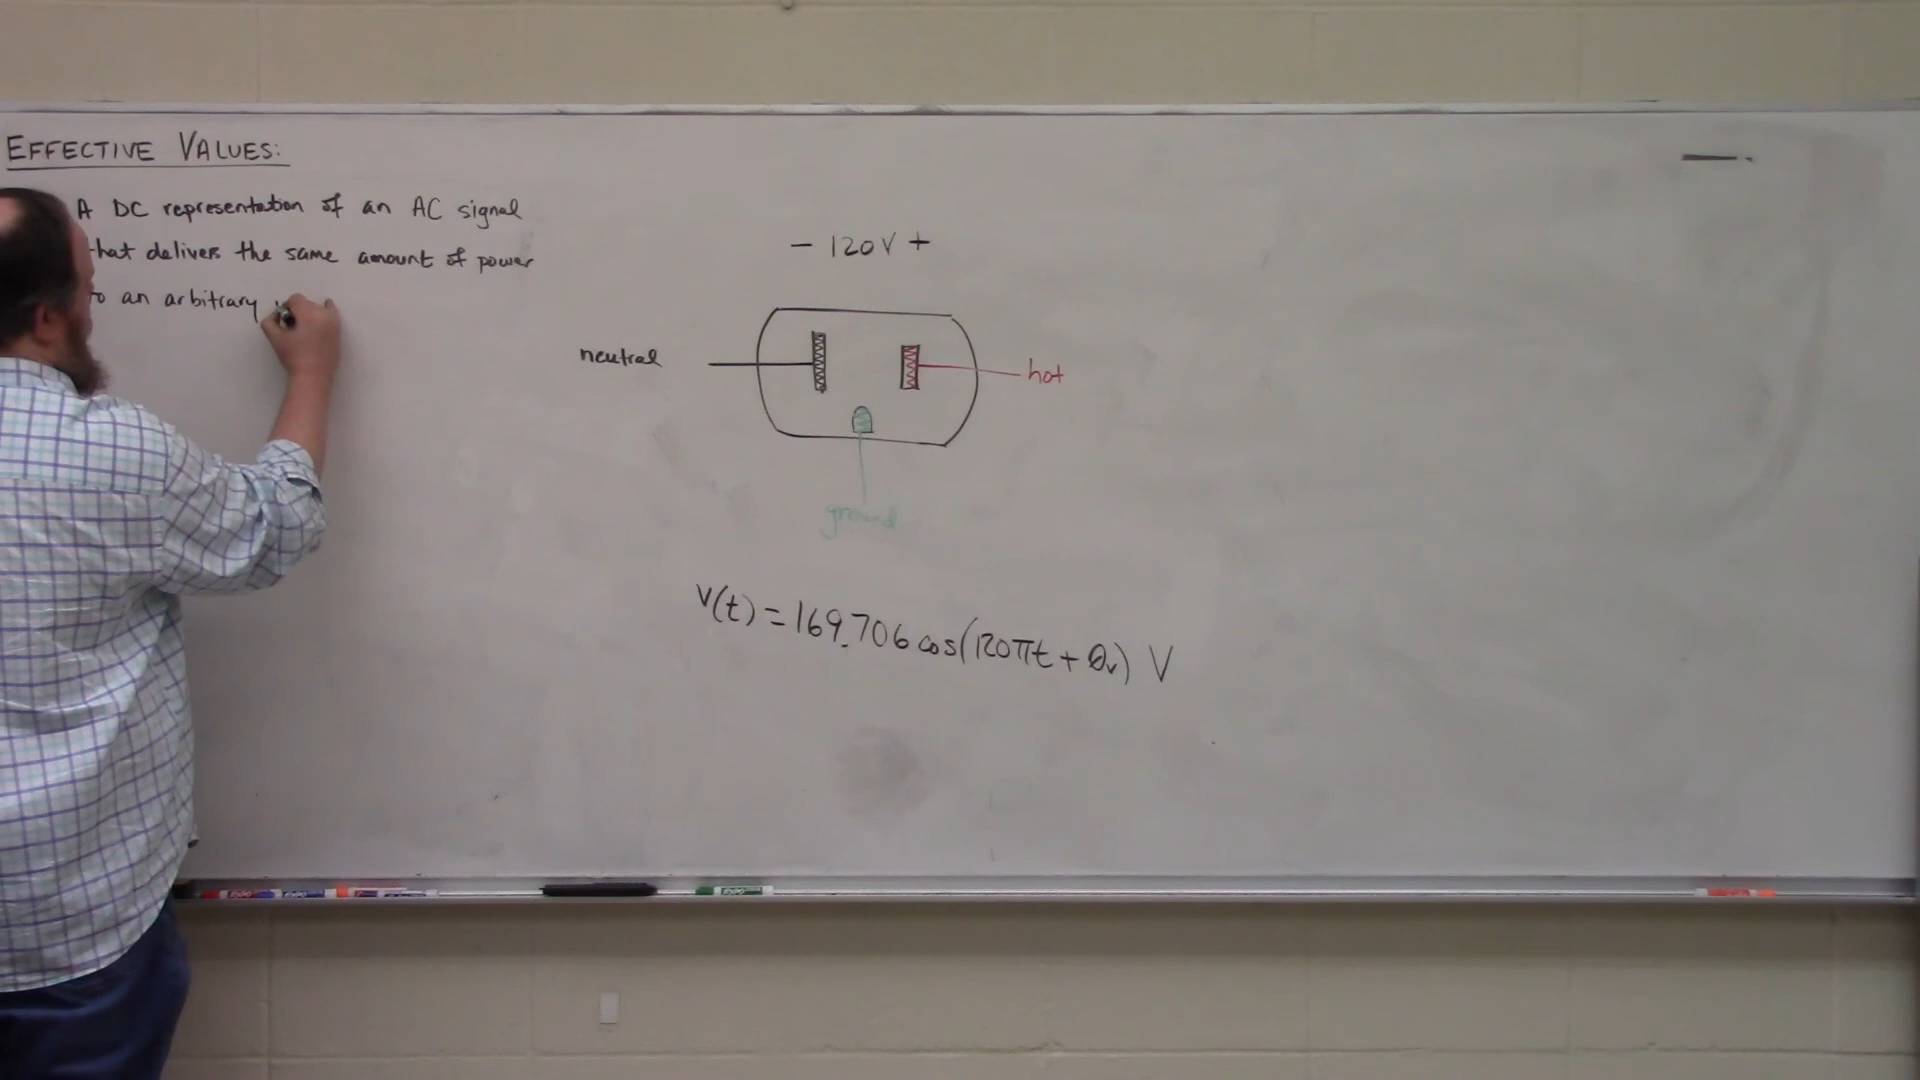 EFFECTIVE VALUES:
A DC representation of an AC signal
that delivers the same amount of power
to an arbitrary
- 120V +
neutral
hot
ground
v(t) = 169.706 cos(120πt + θv) V